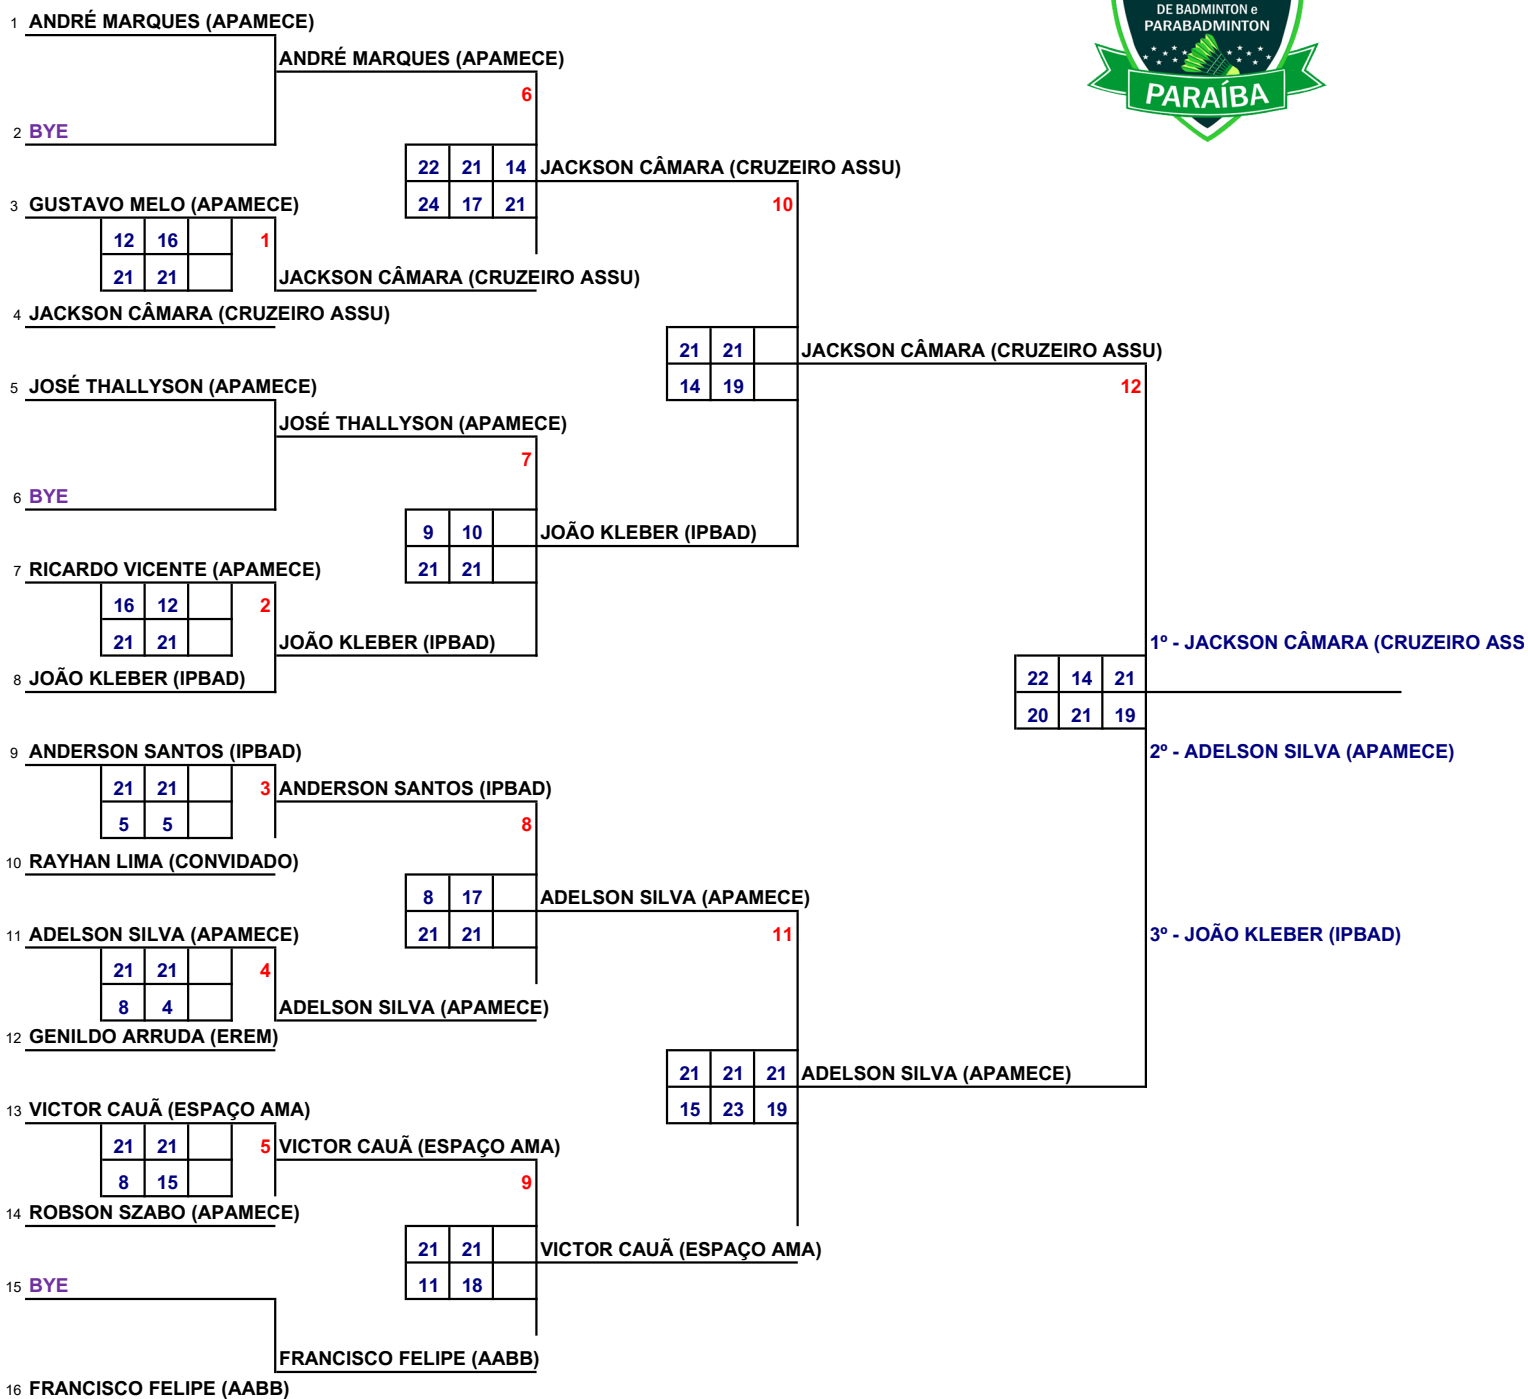 DE BADMINTON e
PARABADMINTON
PARAÍBA
1 ANDRÉ MARQUES (APAMECE)
ANDRÉ MARQUES (APAMECE)
6
2 BYE
22 21 14 JACKSON CÂMARA (CRUZEIRO ASSU)
3 GUSTAVO MELO (APAMECE)
24 17 21
10
12 16
1
21 21
JACKSON CÂMARA (CRUZEIRO ASSU)
4 JACKSON CÂMARA (CRUZEIRO ASSU)
21 21
JACKSON CÂMARA (CRUZEIRO ASSU)
5 JOSÉ THALLYSON (APAMECE)
14 19
12
JOSÉ THALLYSON (APAMECE)
7
6 BYE
9 10
JOÃO KLEBER (IPBAD)
7 RICARDO VICENTE (APAMECE)
21 21
16 12
2
21 21
JOÃO KLEBER (IPBAD)
1º - JACKSON CÂMARA (CRUZEIRO ASS
8 JOÃO KLEBER (IPBAD)
22 14 21
20 21 19
9 ANDERSON SANTOS (IPBAD)
2º - ADELSON SILVA (APAMECE)
21 21
3 ANDERSON SANTOS (IPBAD)
5 5
8
10 RAYHAN LIMA (CONVIDADO)
8 17
ADELSON SILVA (APAMECE)
11 ADELSON SILVA (APAMECE)
21 21
11
3º - JOÃO KLEBER (IPBAD)
21 21
4
8 4
ADELSON SILVA (APAMECE)
12 GENILDO ARRUDA (EREM)
21 21 21 ADELSON SILVA (APAMECE)
13 VICTOR CAUÃ (ESPAÇO AMA)
15 23 19
21 21
5 VICTOR CAUÃ (ESPAÇO AMA)
8 15
9
14 ROBSON SZABO (APAMECE)
21 21
VICTOR CAUÃ (ESPAÇO AMA)
15 BYE
11 18
FRANCISCO FELIPE (AABB)
16 FRANCISCO FELIPE (AABB)